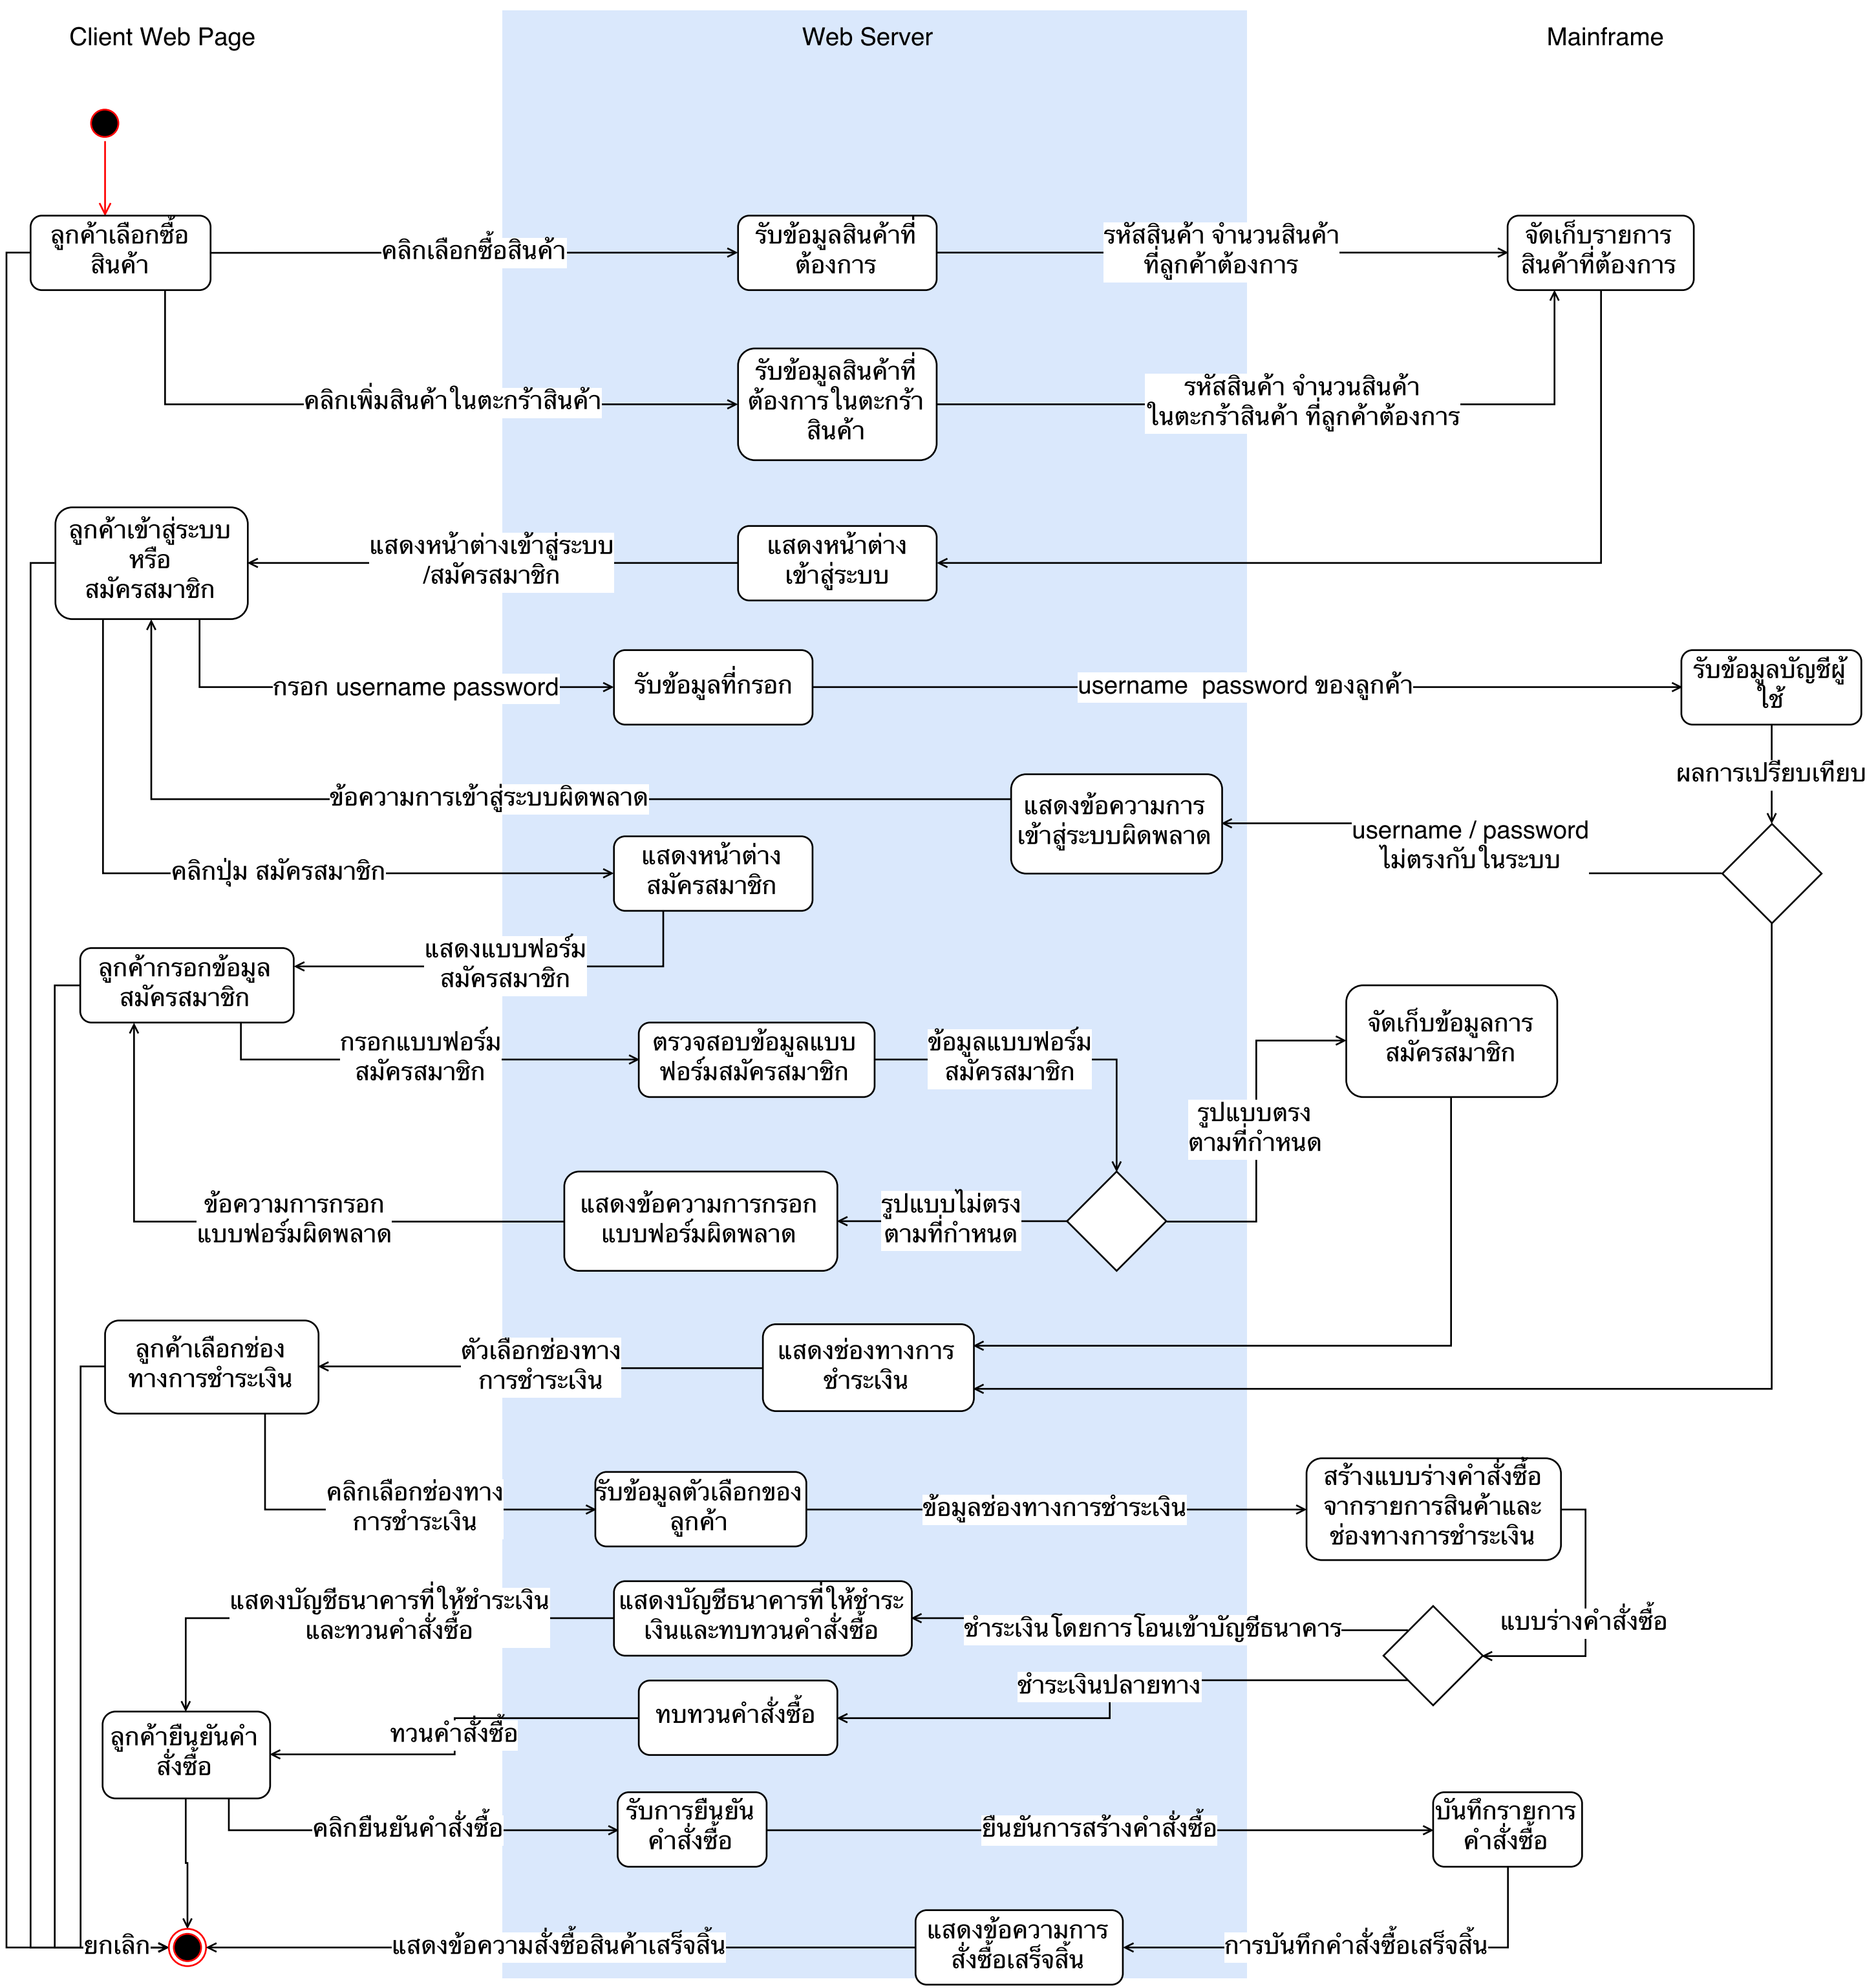 Client Web Page
Web Server
Mainframe
ลูกค้าเลือกซื้อ
สินค้า
คลิกเลือกซื้อสินค้า
รับข้อมูลสินค้าที่
ต้องการ
รหัสสินค้า จำนวนสินค้า
ที่ลูกค้าต้องการ
จัดเก็บรายการ
สินค้าที่ต้องการ
คลิกเพิ่มสินค้าในตะกร้าสินค้า
รับข้อมูลสินค้าที่
ต้องการในตะกร้า
สินค้า
รหัสสินค้า จำนวนสินค้า
ในตะกร้าสินค้า ที่ลูกค้าต้องการ
ลูกค้าเข้าสู่ระบบ
หรือ
สมัครสมาชิก
แสดงหน้าต่างเข้าสู่ระบบ
/สมัครสมาชิก
แสดงหน้าต่าง
เข้าสู่ระบบ
กรอก username password
รับข้อมูลที่กรอก
username  password ของลูกค้า
รับข้อมูลบัญชีผู้
ใช้
ผลการเปรียบเทียบ
ข้อความการเข้าสู่ระบบผิดพลาด
แสดงข้อความการ
เข้าสู่ระบบผิดพลาด
username / password
ไม่ตรงกับในระบบ
คลิกปุ่ม สมัครสมาชิก
แสดงหน้าต่าง
สมัครสมาชิก
แสดงแบบฟอร์ม
สมัครสมาชิก
ลูกค้ากรอกข้อมูล
สมัครสมาชิก
กรอกแบบฟอร์ม
สมัครสมาชิก
ตรวจสอบข้อมูลแบบ
ฟอร์มสมัครสมาชิก
ข้อมูลแบบฟอร์ม
สมัครสมาชิก
จัดเก็บข้อมูลการ
สมัครสมาชิก
รูปแบบตรง
ตามที่กำหนด
ข้อความการกรอก
แบบฟอร์มผิดพลาด
แสดงข้อความการกรอก
แบบฟอร์มผิดพลาด
รูปแบบไม่ตรง
ตามที่กำหนด
ลูกค้าเลือกช่อง
ทางการชำระเงิน
ตัวเลือกช่องทาง
การชำระเงิน
แสดงช่องทางการ
ชำระเงิน
คลิกเลือกช่องทาง
การชำระเงิน
รับข้อมูลตัวเลือกของ
ลูกค้า
ข้อมูลช่องทางการชำระเงิน
สร้างแบบร่างคำสั่งซื้อ
จากรายการสินค้าและ
ช่องทางการชำระเงิน
แสดงบัญชีธนาคารที่ให้ชำระเงิน
และทวนคำสั่งซื้อ
แสดงบัญชีธนาคารที่ให้ชำระ
เงินและทบทวนคำสั่งซื้อ
ชำระเงินโดยการโอนเข้าบัญชีธนาคาร
แบบร่างคำสั่งซื้อ
ชำระเงินปลายทาง
ทบทวนคำสั่งซื้อ
ทวนคำสั่งซื้อ
ลูกค้ายืนยันคำ
สั่งซื้อ
คลิกยืนยันคำสั่งซื้อ
รับการยืนยัน
คำสั่งซื้อ
ยืนยันการสร้างคำสั่งซื้อ
บันทึกรายการ
คำสั่งซื้อ
ยกเลิก
แสดงข้อความสั่งซื้อสินค้าเสร็จสิ้น
แสดงข้อความการ
สั่งซื้อเสร็จสิ้น
การบันทึกคำสั่งซื้อเสร็จสิ้น